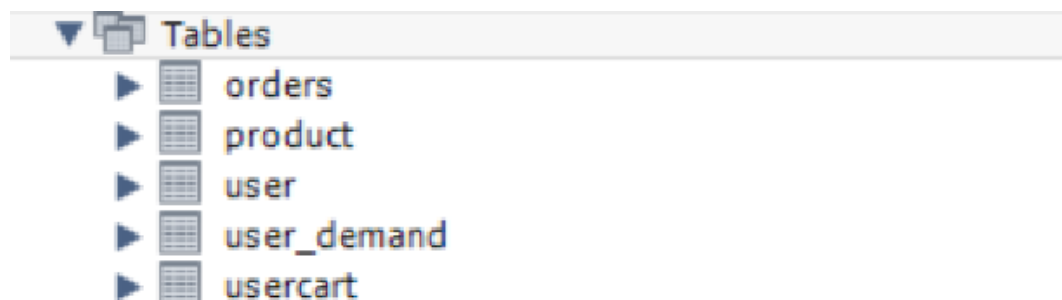 Tables
orders
product
user
user_demand
usercart